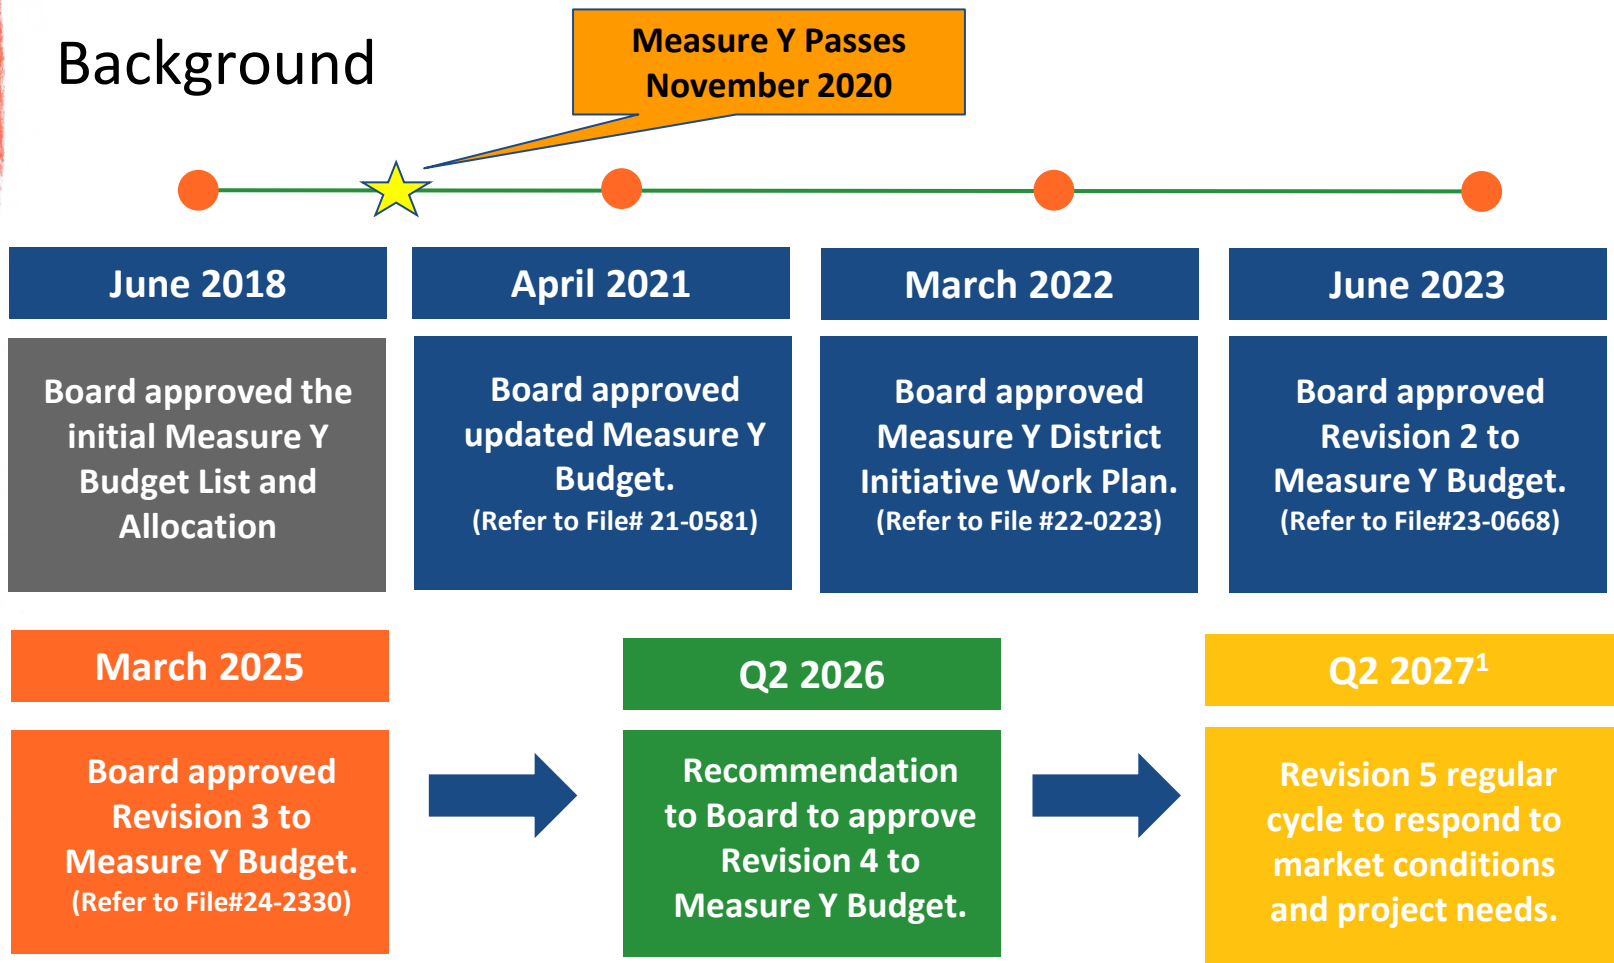 Background
Measure Y Passes
November 2020
June 2018
April 2021
March 2022
June 2023
Board approved the
initial Measure Y
Budget List and
Allocation
Board approved
updated Measure Y
Budget.
(Refer to File# 21-0581)
Board approved
Measure Y District
Initiative Work Plan.
(Refer to File #22-0223)
Board approved
Revision 2 to
Measure Y Budget.
(Refer to File#23-0668)
March 2025
Board approved
Revision 3 to
Measure Y Budget.
(Refer to File#24-2330)
Q2 2026
Recommendation
to Board to approve
Revision 4 to
Measure Y Budget.
Q2 2027¹
Revision 5 regular
cycle to respond to
market conditions
and project needs.